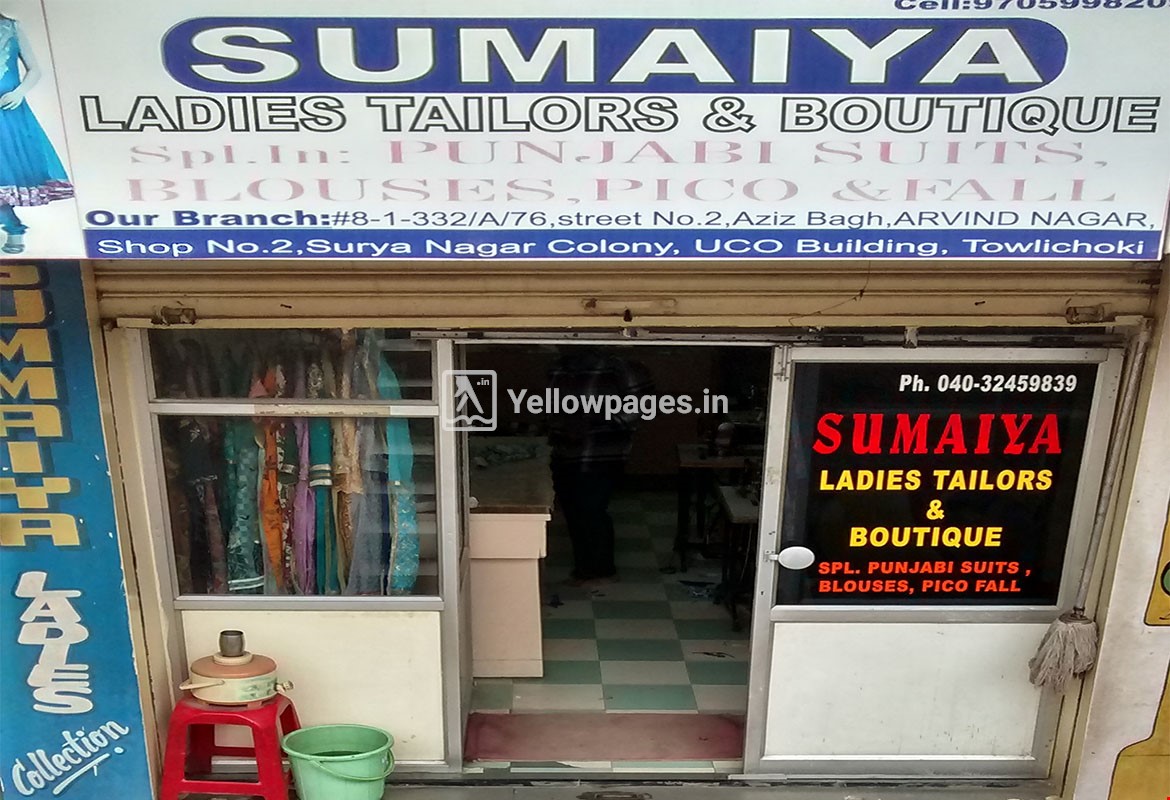 Cell:970599820
SUMAIYA
LADIES TAILORS & BOUTIQUE
Spl.In: PUNJABI SUITS,
BLOUSES,PICO &FALL
Our Branch:#8-1-332/A/76,street No.2,Aziz Bagh,ARVIND NAGAR,
Shop No.2,Surya Nagar Colony, UCO Building, Towlichoki
LADIES
Collection
.in
Yellowpages.in
Ph. 040-32459839
SUMAIYA
LADIES TAILORS
&
BOUTIQUE
SPL. PUNJABI SUITS ,
BLOUSES, PICO FALL